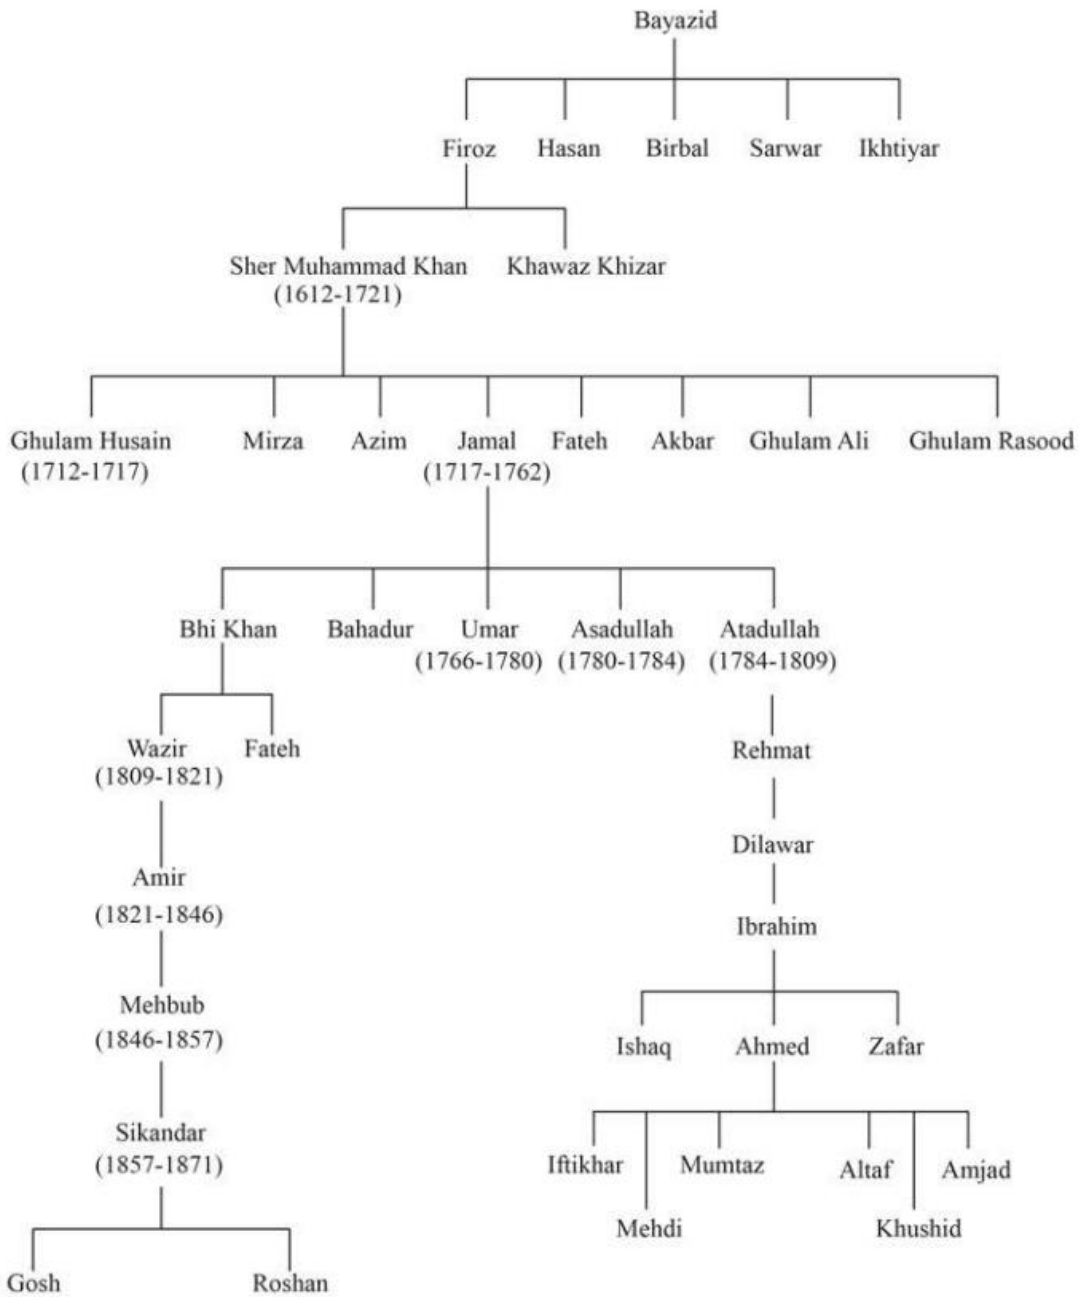 Bayazid
Firoz Hasan Birbal Sarwar Ikhtiyar
Sher Muhammad Khan Khawaz Khizar
(1612-1721)
Ghulam Husain Mirza Azim Jamal Fateh Akbar Ghulam Ali Ghulam Rasood
(1712-1717) (1717-1762)
Bhi Khan Bahadur Umar Asadullah Atadullah
(1766-1780) (1780-1784) (1784-1809)
Wazir Fateh Rehmat
(1809-1821)
Dilawar
Amir
(1821-1846)
Ibrahim
Mehbub
(1846-1857)
Ishaq Ahmed Zafar
Sikandar
(1857-1871)
Iftikhar Mumtaz Altaf Amjad
Mehdi Khushid
Gosh Roshan